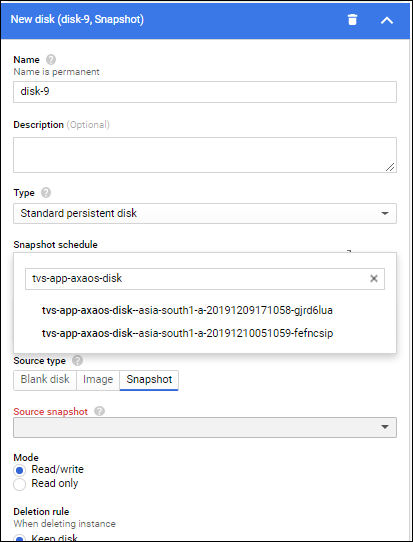 New disk (disk-9, Snapshot)
Name
Name is permanent
disk-9
Description (Optional)
Type
Standard persistent disk
Snapshot schedule
tvs-app-axaos-disk
tvs-app-axaos-disk--asia-south1-a-20191209171058-gjrd6lua
tvs-app-axaos-disk--asia-south1-a-20191210051059-fefncsip
Source type
Blank disk Image Snapshot
Source snapshot
Mode
Read/write
Read only
Deletion rule
When deleting instance
Keep disk